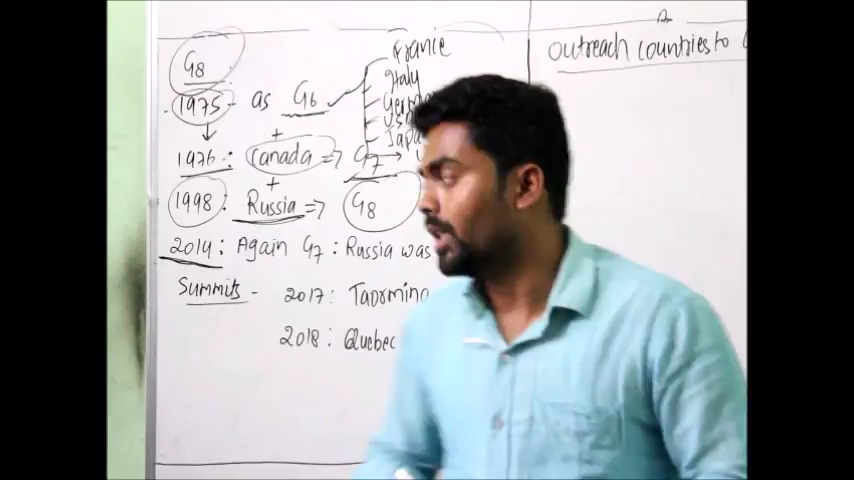 G8
1975 - as G6
France
Italy
Japa
+
1976 : Canada => G7
+
1998 : Russia => G8
2014 : Again G7 : Russia was
Summits - 2017 : Taormina
2018 : Quebec
outreach countries to